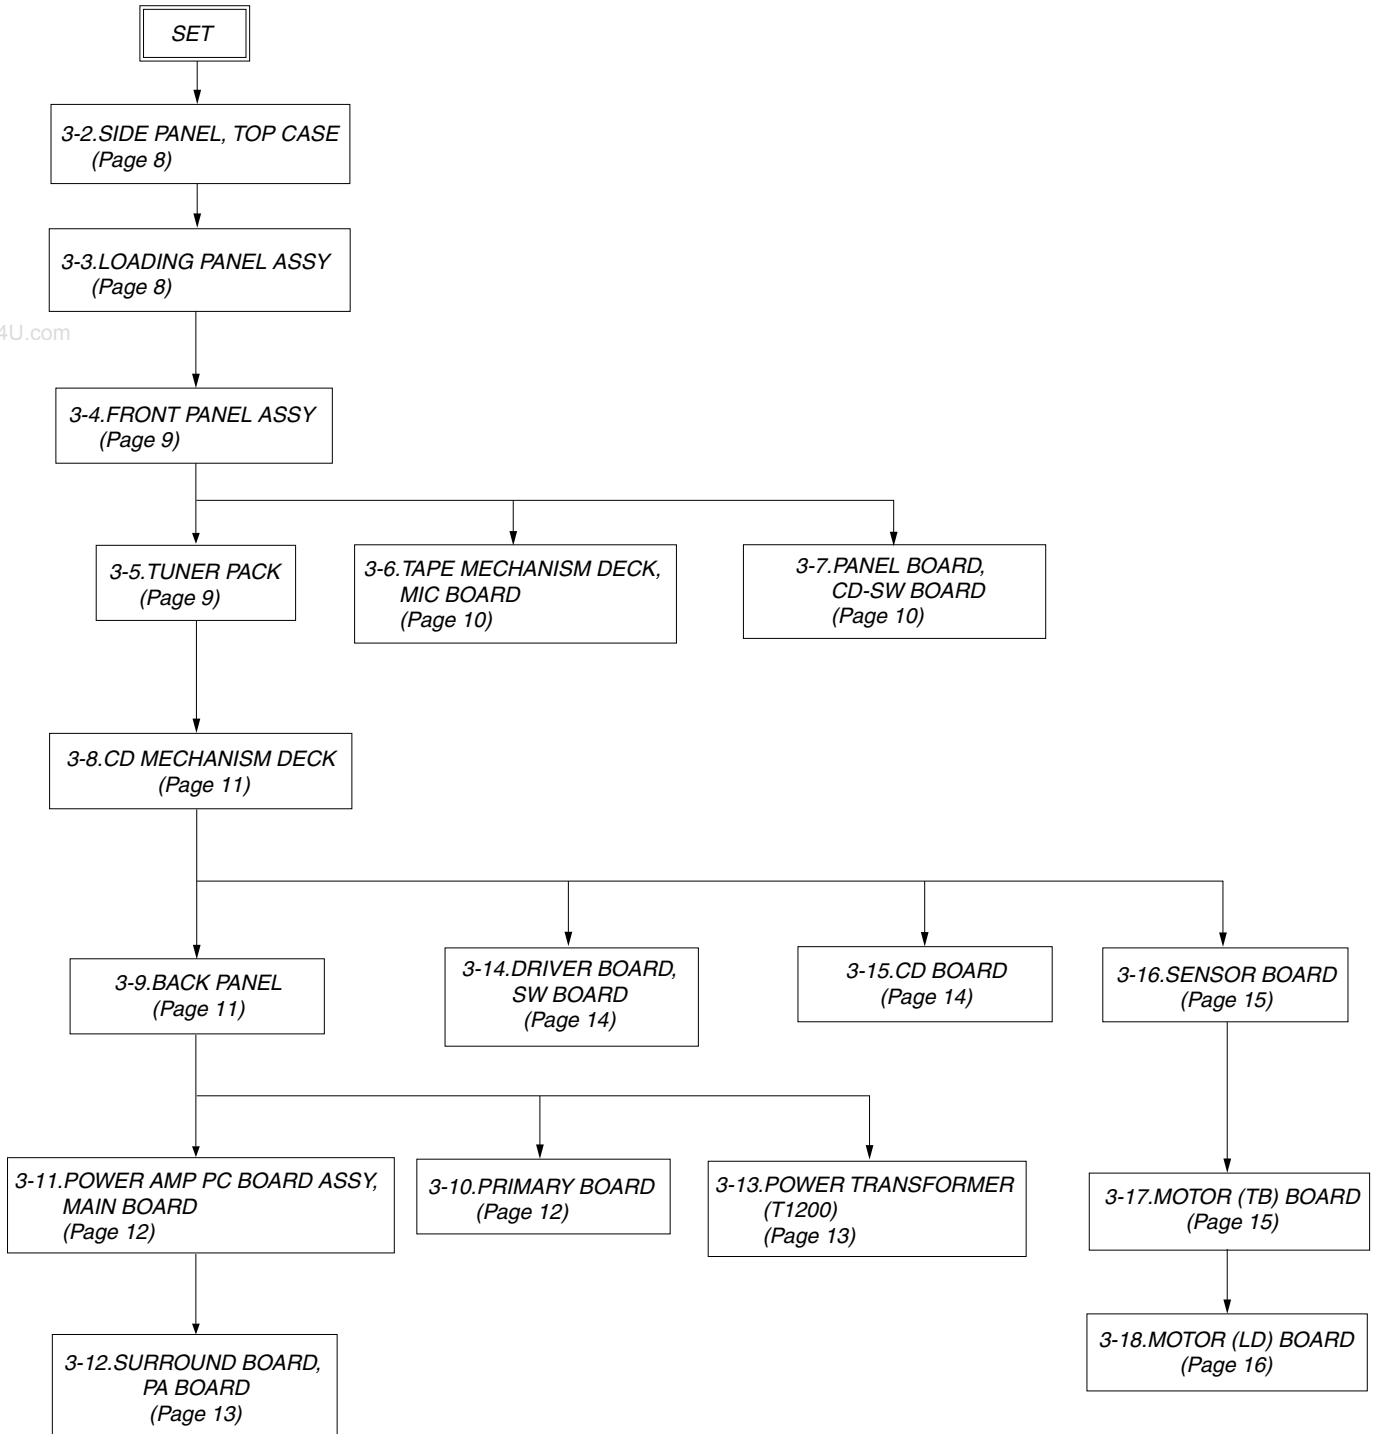 SET
3-2.SIDE PANEL, TOP CASE
(Page 8)
3-3.LOADING PANEL ASSY
(Page 8)
4U.com
3-4.FRONT PANEL ASSY
(Page 9)
3-5.TUNER PACK
(Page 9)
3-6.TAPE MECHANISM DECK,
MIC BOARD
(Page 10)
3-7.PANEL BOARD,
CD-SW BOARD
(Page 10)
3-8.CD MECHANISM DECK
(Page 11)
3-9.BACK PANEL
(Page 11)
3-14.DRIVER BOARD,
SW BOARD
(Page 14)
3-15.CD BOARD
(Page 14)
3-16.SENSOR BOARD
(Page 15)
3-11.POWER AMP PC BOARD ASSY,
MAIN BOARD
(Page 12)
3-10.PRIMARY BOARD
(Page 12)
3-13.POWER TRANSFORMER
(T1200)
(Page 13)
3-17.MOTOR (TB) BOARD
(Page 15)
3-12.SURROUND BOARD,
PA BOARD
(Page 13)
3-18.MOTOR (LD) BOARD
(Page 16)